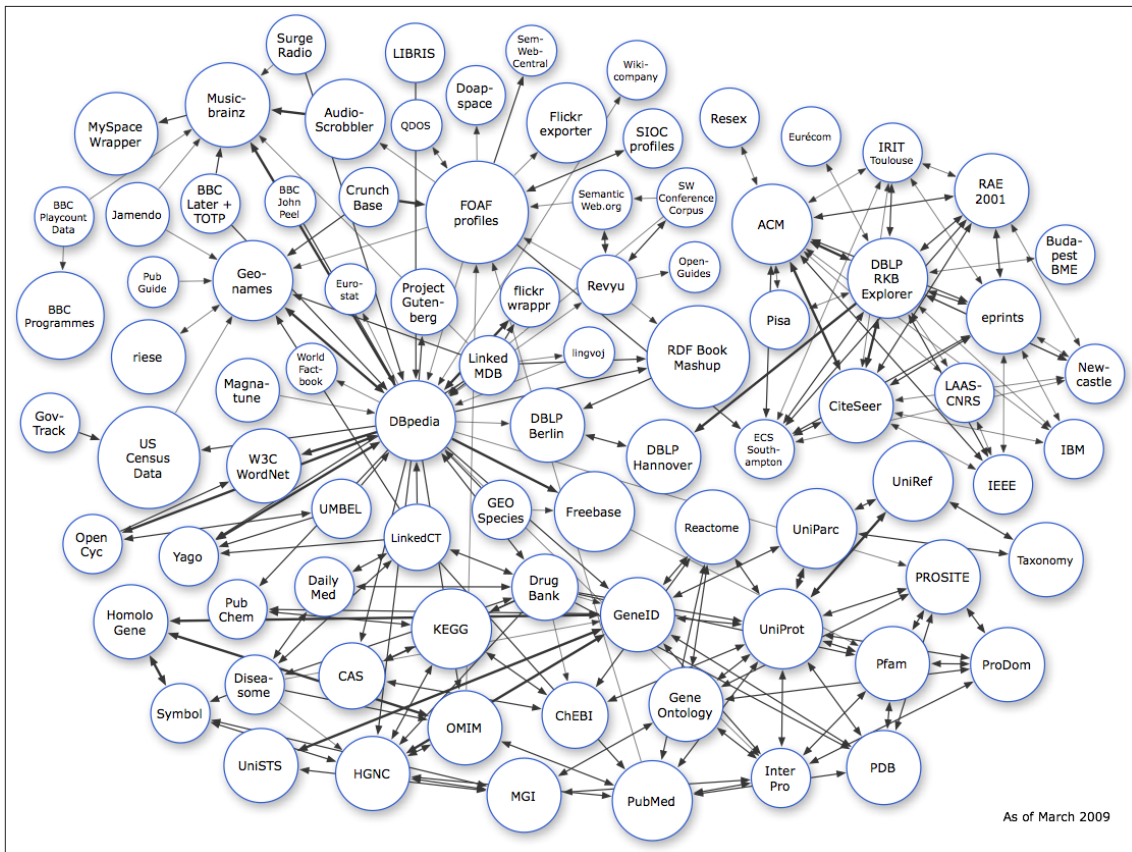 Surge
Radio
LIBRIS
Sem-
Web-
Central
Wiki-
company
Doap-
space
Music-
brainz
Audio-
Scrobbler
QDOS
Flickr
exporter
SIOC
profiles
Resex
Eurécom
IRIT
Toulouse
MySpace
Wrapper
RAE
2001
BBC
Playcount
Data
Jamendo
BBC
Later +
TOTP
BBC
John
Peel
Crunch
Base
FOAF
profiles
Semantic
Web.org
SW
Conference
Corpus
ACM
Buda-
pest
BME
DBLP
RKB
Explorer
Pub
Guide
Geo-
names
Euro-
stat
Project
Guten-
berg
flickr
wrappr
Revyu
Open-
Guides
BBC
Programmes
Pisa
eprints
riese
World
Fact-
book
Linked
MDB
lingvoj
RDF Book
Mashup
New-
castle
Magna-
tune
LAAS-
CNRS
CiteSeer
Gov-
Track
DBpedia
DBLP
Berlin
US
Census
Data
W3C
WordNet
DBLP
Hannover
ECS
South-
ampton
IBM
IEEE
UniRef
UMBEL
GEO
Species
Freebase
Reactome
UniParc
Open
Cyc
Yago
LinkedCT
Taxonomy
Daily
Med
Drug
Bank
PROSITE
Homolo
Gene
Pub
Chem
KEGG
GeneID
UniProt
Pfam
ProDom
Disea-
some
CAS
Gene
Ontology
Symbol
OMIM
ChEBI
UniSTS
HGNC
MGI
PubMed
Inter
Pro
PDB
As of March 2009